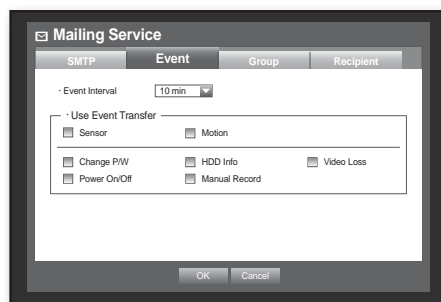 Mailing Service
SMTP Event Group Recipient
· Event Interval 10 min
· Use Event Transfer
Sensor Motion
Change P/W HDD Info Video Loss
Power On/Off Manual Record
OK Cancel